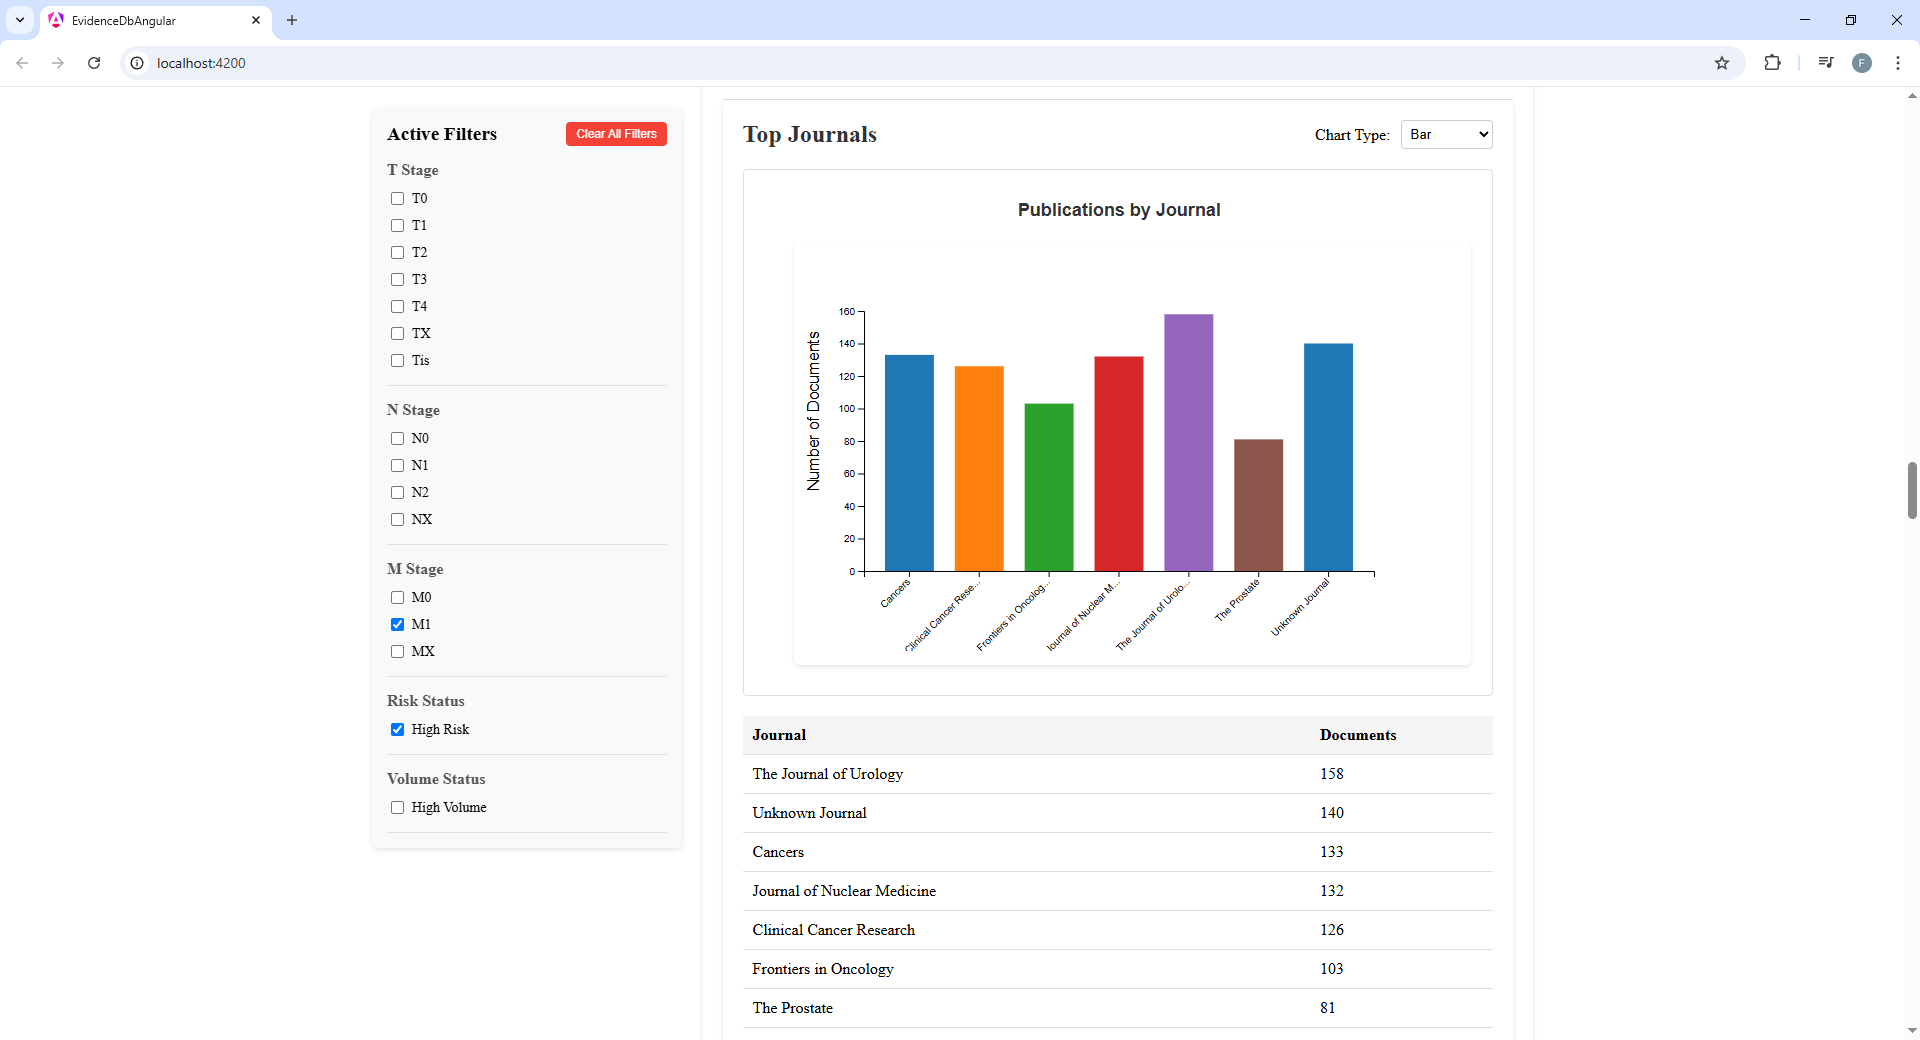 EvidenceDbAngular
localhost:4200
F
Active Filters
Clear All Filters
T Stage
T0
T1
T2
T3
T4
TX
Tis
N Stage
N0
N1
N2
NX
M Stage
M0
M1
MX
Risk Status
High Risk
Volume Status
High Volume
Top Journals
Chart Type:
Bar
Publications by Journal
Number of Documents
160
140
120
100
80
60
40
20
0
Cancers
Clinical Cancer Rese...
Frontiers in Oncolog...
Journal of Nuclear M...
The Journal of Urolo...
The Prostate
Unknown Journal
Journal Documents
The Journal of Urology 158
Unknown Journal 140
Cancers 133
Journal of Nuclear Medicine 132
Clinical Cancer Research 126
Frontiers in Oncology 103
The Prostate 81